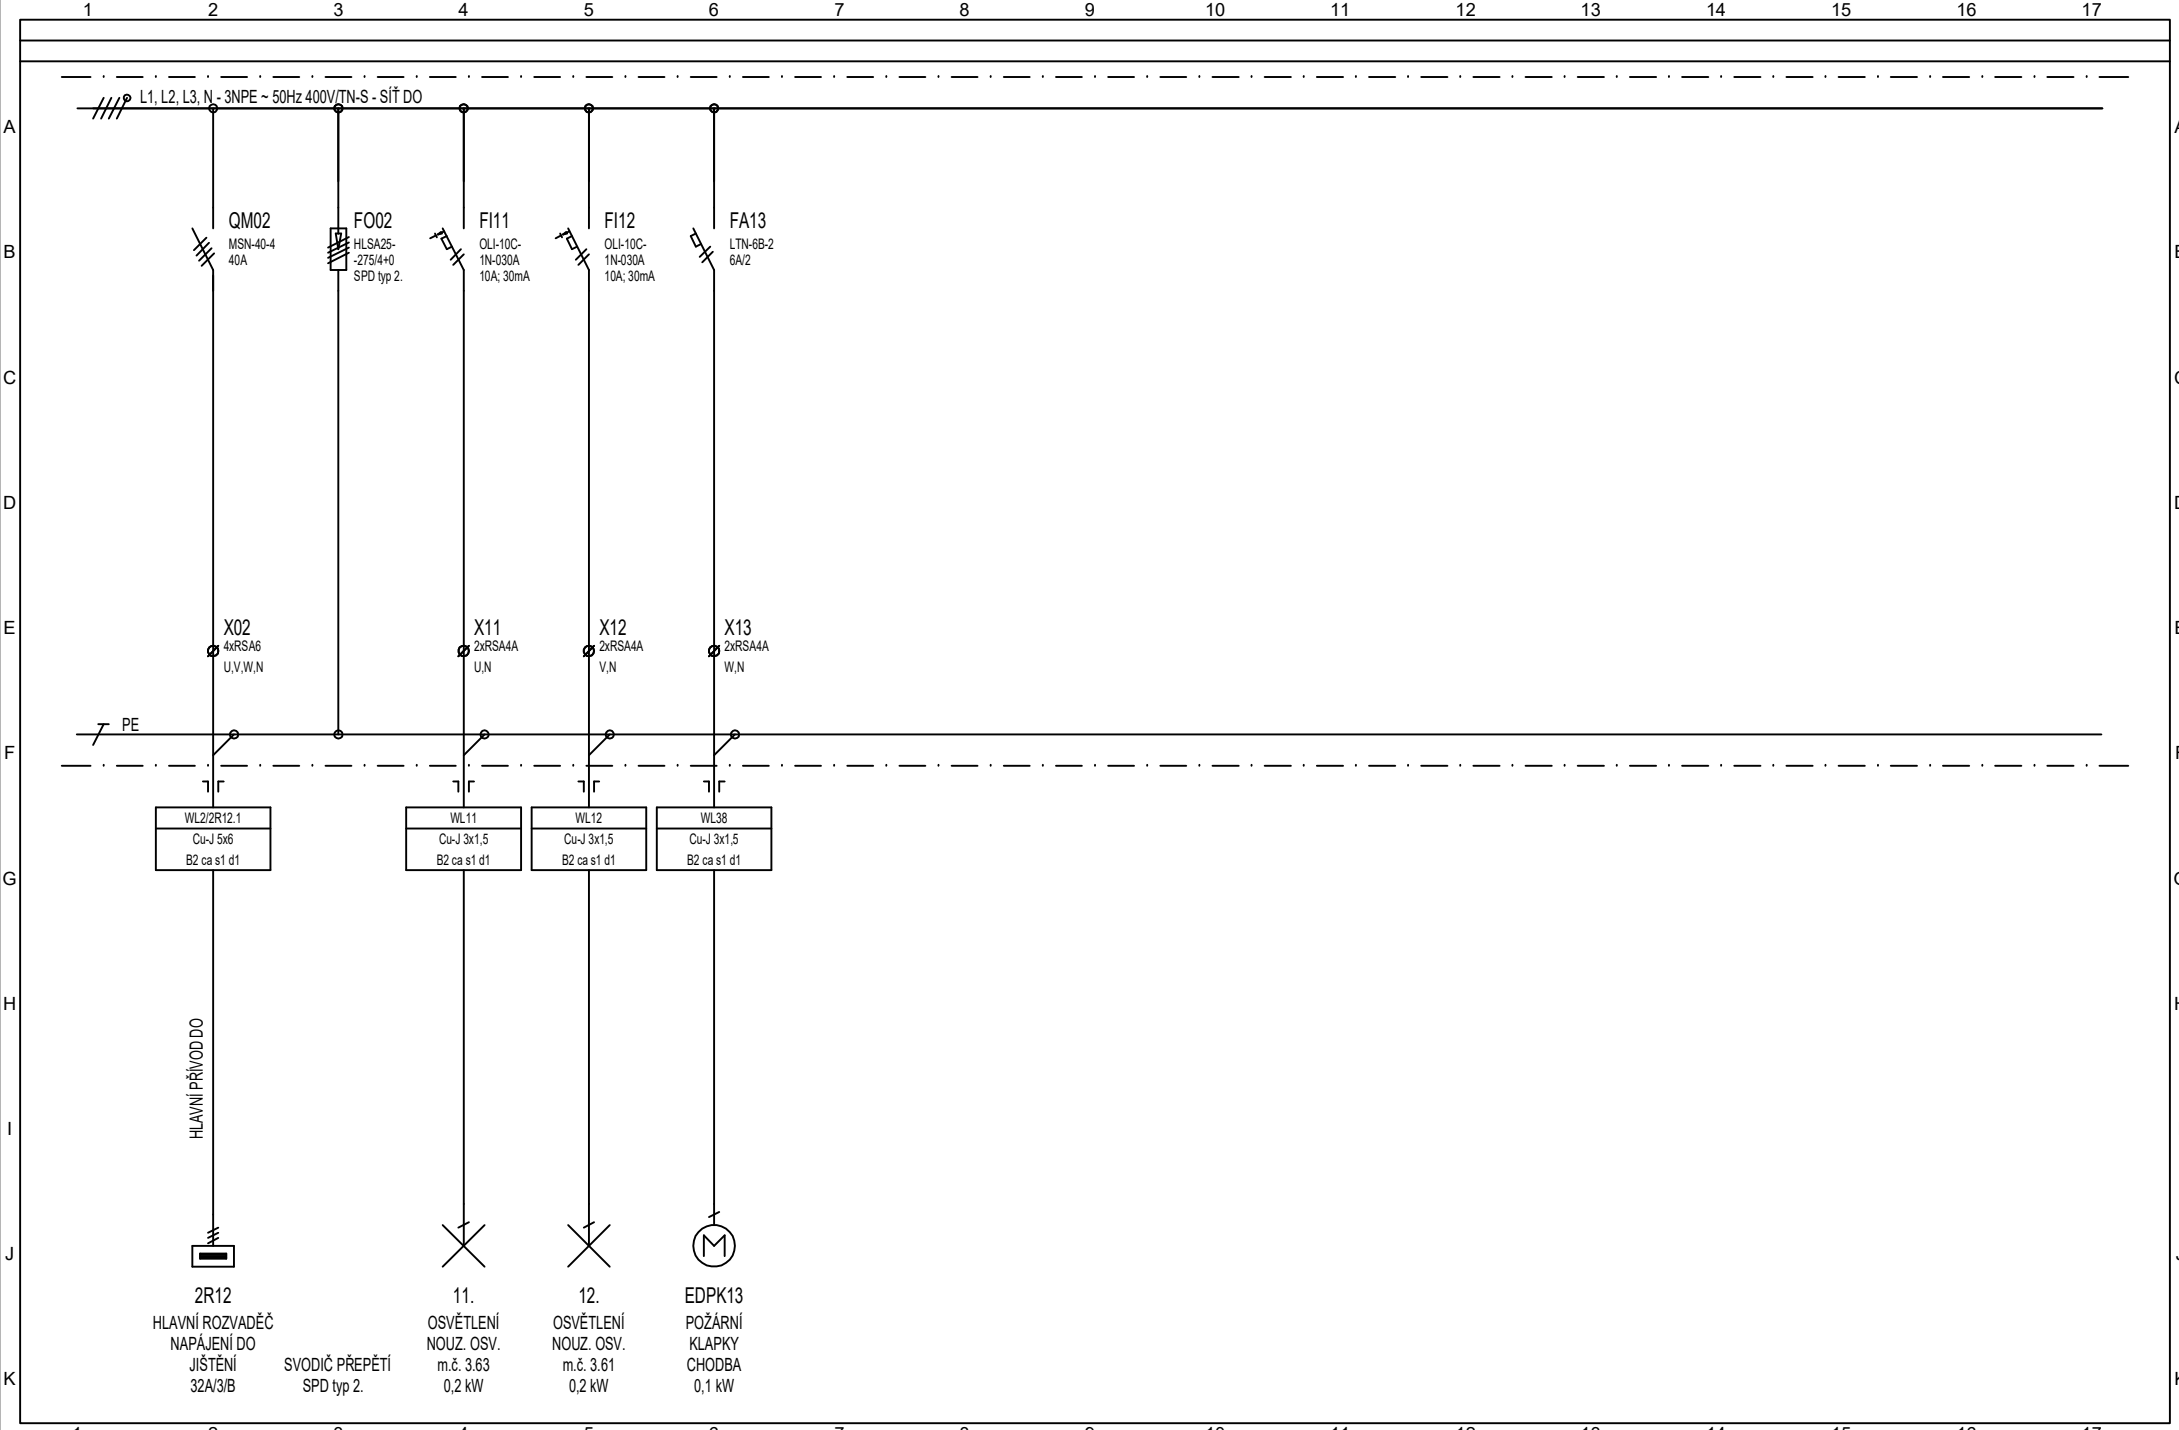 1 2 3 4 5 6 7 8 9 10 11 12 13 14 15 16 17
L1, L2, L3, N - 3NPE ~ 50Hz 400V/TN-S - SÍŤ DO
A
B
C
D
E
F
G
H
I
J
K
QM02
MSN-40-4
40A
FO02
HLSA25-
-275/4+0
SPD typ 2.
FI11
OLI-10C-
1N-030A
10A; 30mA
FI12
OLI-10C-
1N-030A
10A; 30mA
FA13
LTN-6B-2
6A/2
X02
4xRSA6
U,V,W,N
X11
2xRSA4A
U,N
X12
2xRSA4A
V,N
X13
2xRSA4A
W,N
PE
WL2/2R12.1
Cu-J 5x6
B2 ca s1 d1
WL11
Cu-J 3x1,5
B2 ca s1 d1
WL12
Cu-J 3x1,5
B2 ca s1 d1
WL38
Cu-J 3x1,5
B2 ca s1 d1
HLAVNÍ PŘÍVOD DO
M
2R12
HLAVNÍ ROZVADĚČ
NAPÁJENÍ DO
JIŠTĚNÍ
32A/3/B
SVODIČ PŘEPĚTÍ
SPD typ 2.
11.
OSVĚTLENÍ
NOUZ. OSV.
m.č. 3.63
0,2 kW
12.
OSVĚTLENÍ
NOUZ. OSV.
m.č. 3.61
0,2 kW
EDPK13
POŽÁRNÍ
KLAPKY
CHODBA
0,1 kW